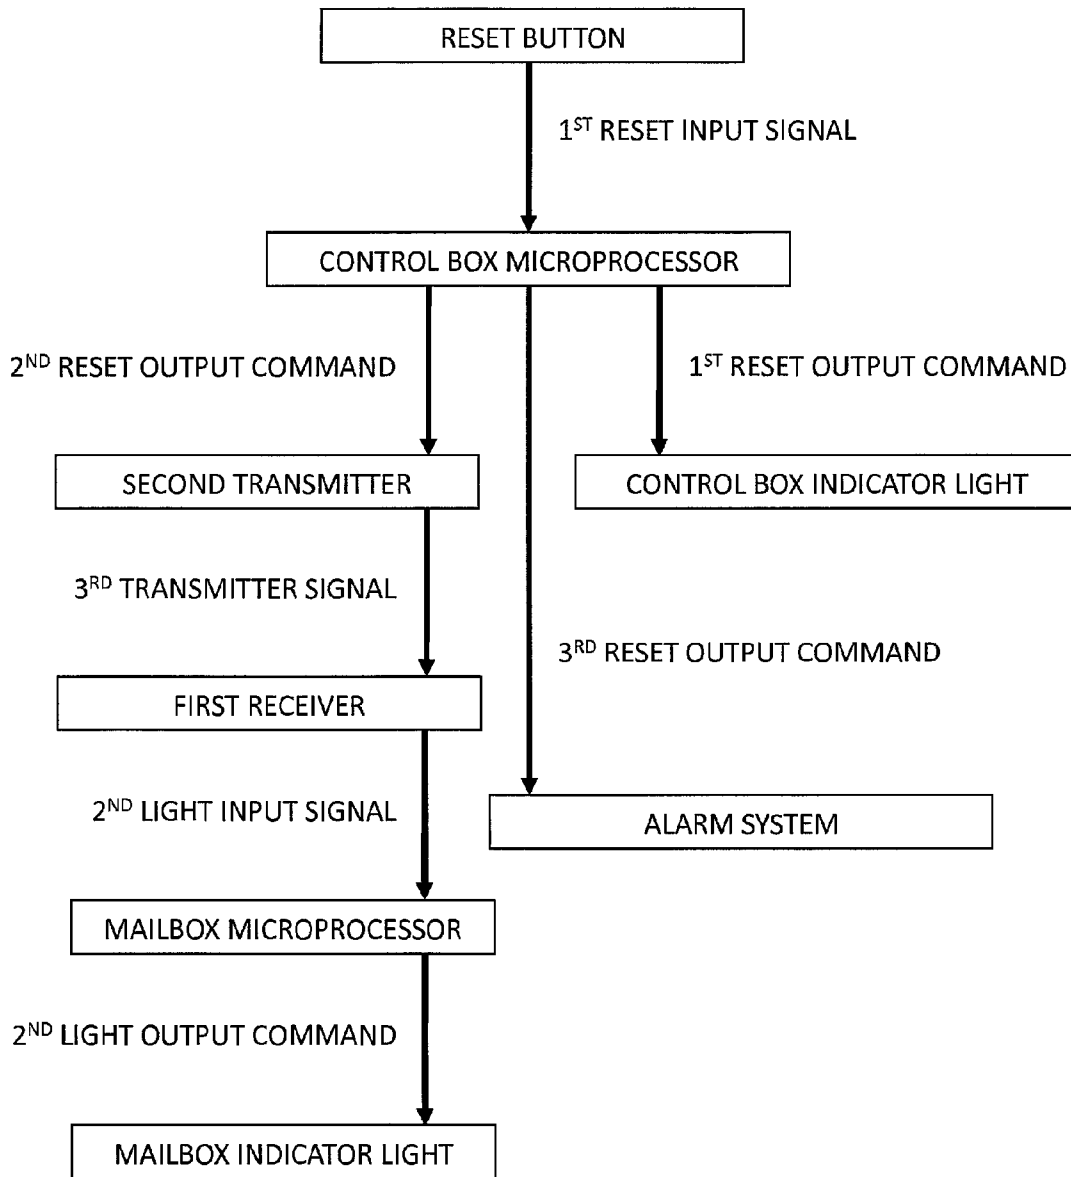 RESET BUTTON
1ST RESET INPUT SIGNAL
CONTROL BOX MICROPROCESSOR
2ND RESET OUTPUT COMMAND
1ST RESET OUTPUT COMMAND
SECOND TRANSMITTER
CONTROL BOX INDICATOR LIGHT
3RD TRANSMITTER SIGNAL
3RD RESET OUTPUT COMMAND
FIRST RECEIVER
2ND LIGHT INPUT SIGNAL
ALARM SYSTEM
MAILBOX MICROPROCESSOR
2ND LIGHT OUTPUT COMMAND
MAILBOX INDICATOR LIGHT